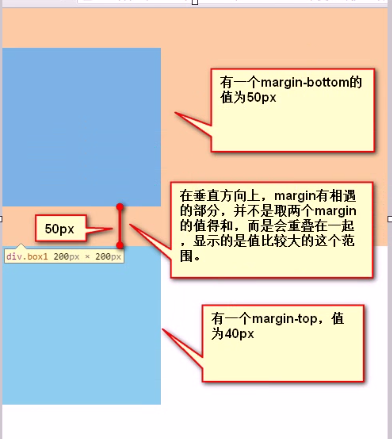 有一个margin-bottom的
值为50px
在垂直方向上，margin有相遇
的部分，并不是取两个margin
的值得和，而是会重叠在一起
，显示的是值比较大的这个范
围。
50px
div.box1 200px × 200px
有一个margin-top，值
为40px